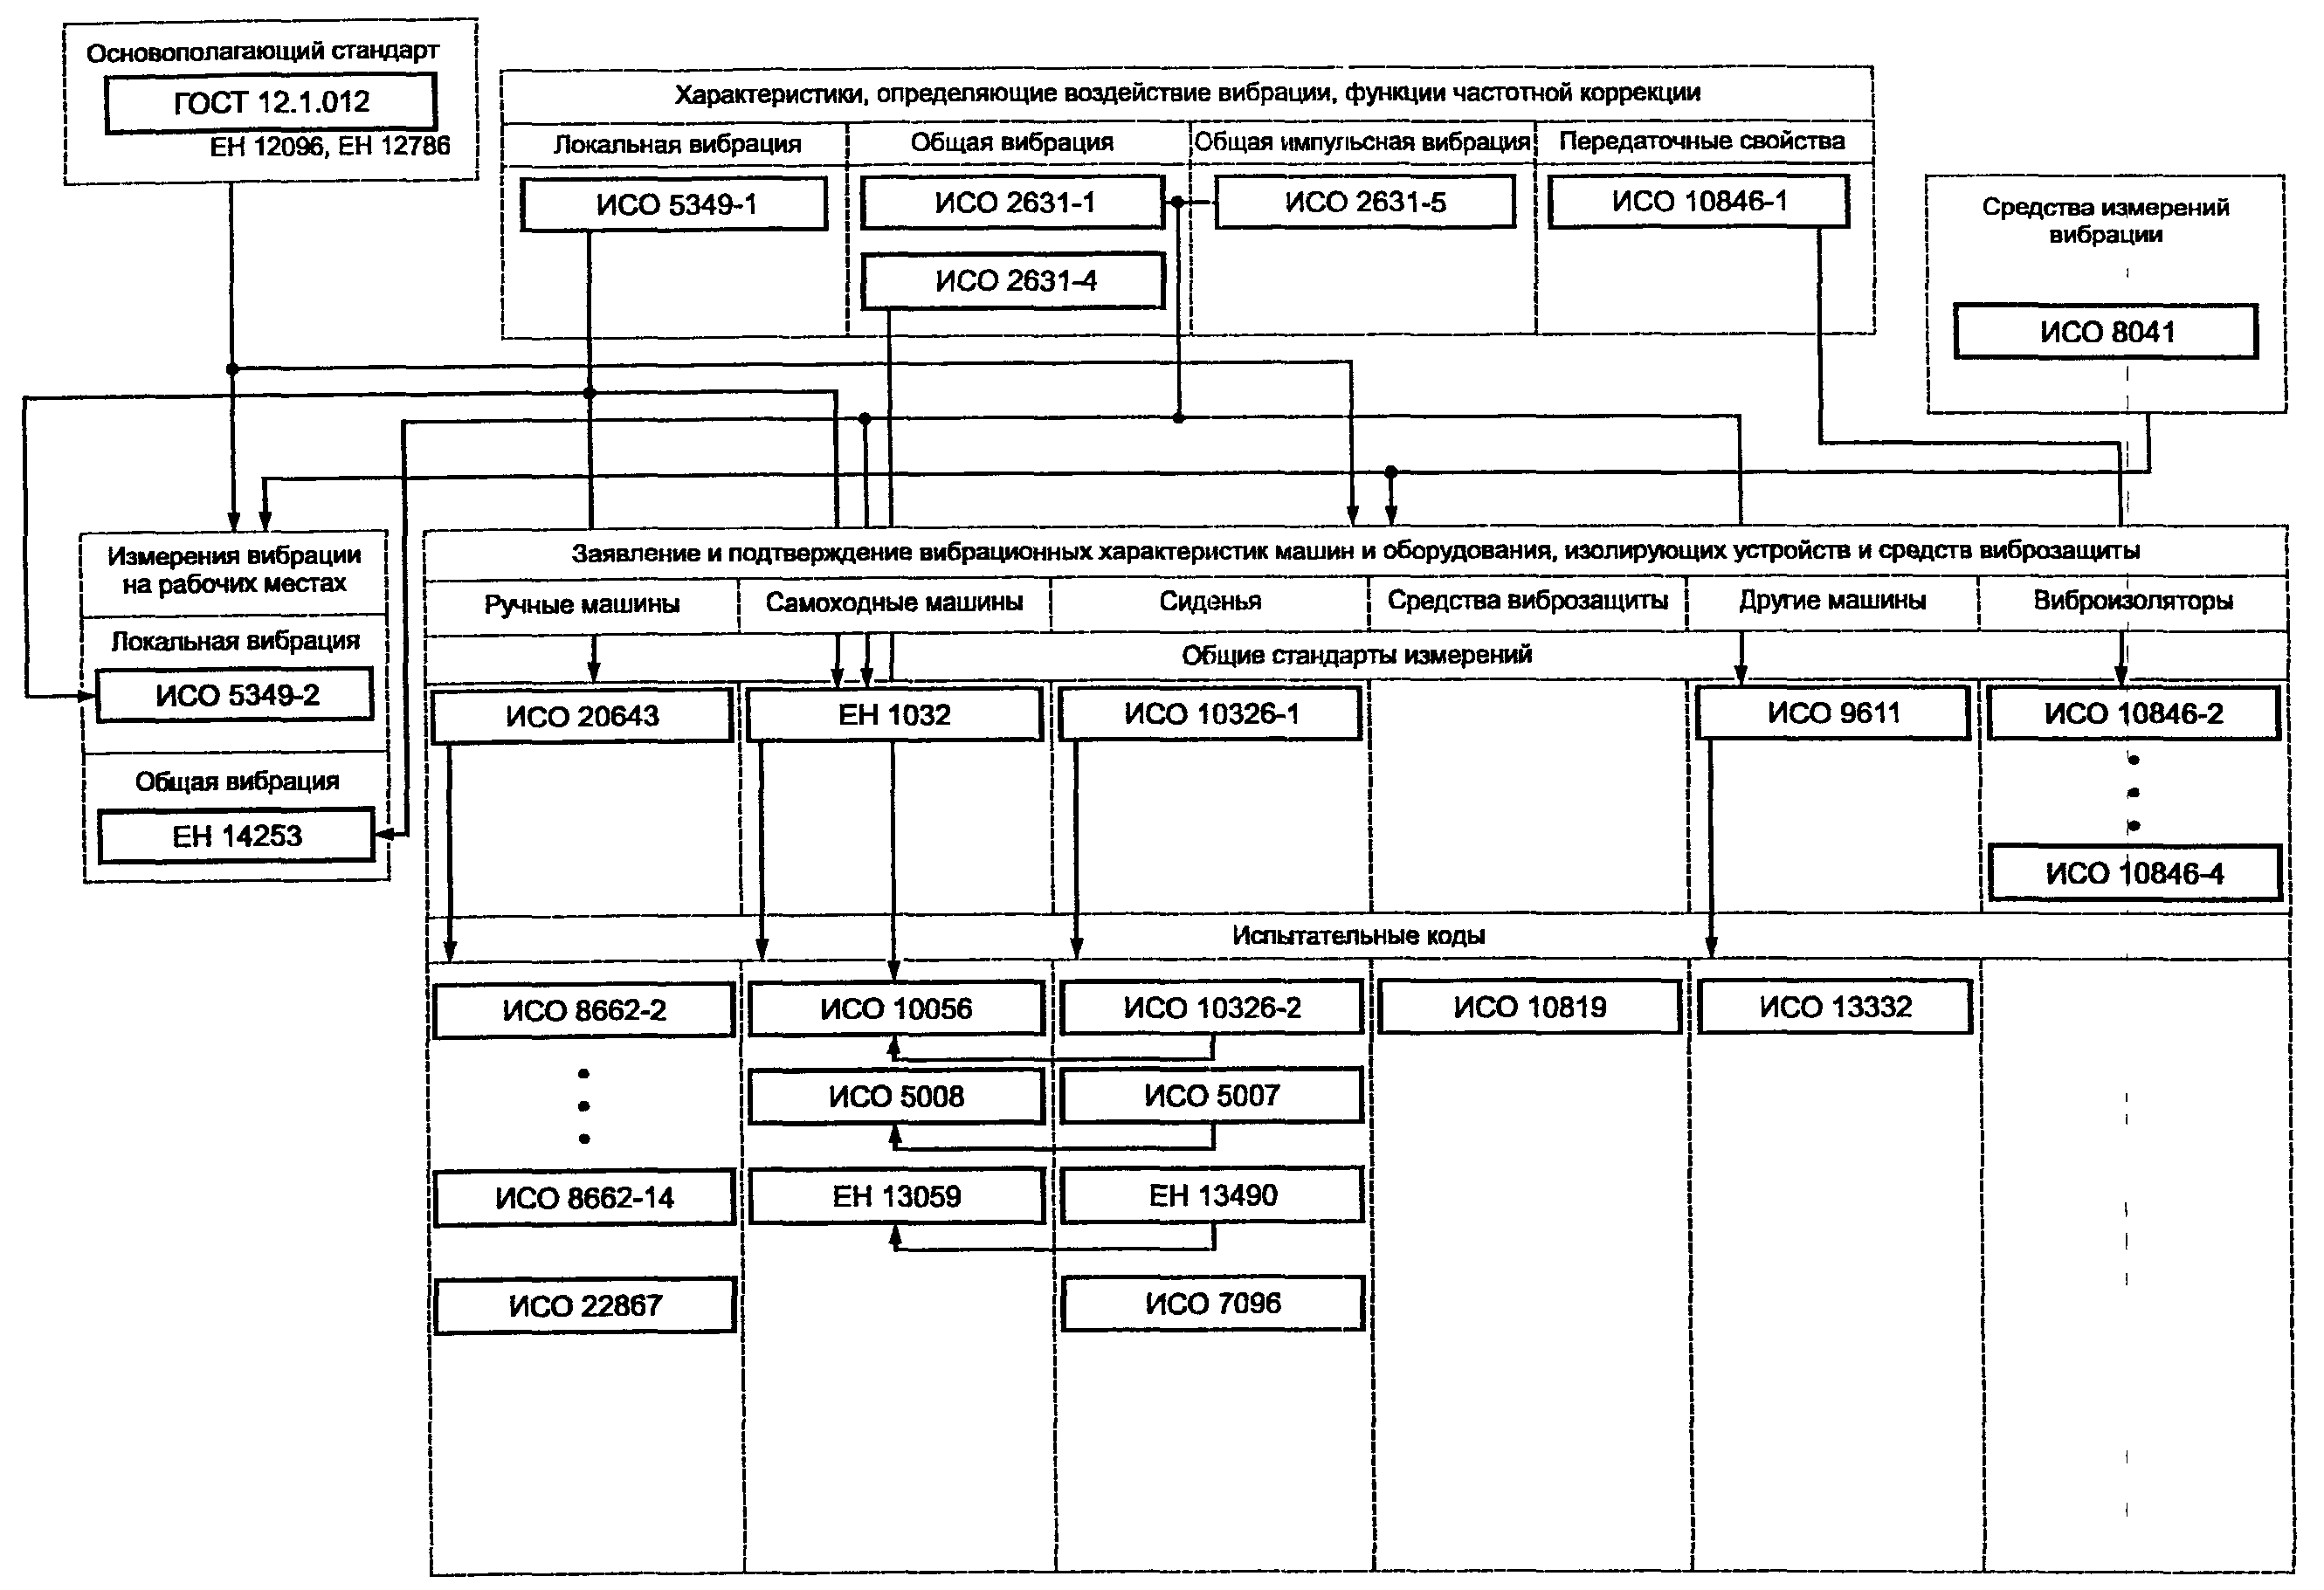 Основополагающий стандарт
ГОСТ 12.1.012
ЕН 12096, ЕН 12786
Характеристики, определяющие воздействие вибрации, функции частотной коррекции
Локальная вибрация
Общая вибрация
Общая импульсная вибрация
Передаточные свойства
ИСО 5349-1
ИСО 2631-1
ИСО 2631-5
ИСО 10846-1
ИСО 2631-4
Средства измерений
вибрации
ИСО 8041
Измерения вибрации
на рабочих местах
Локальная вибрация
ИСО 5349-2
Общая вибрация
ЕН 14253
Заявление и подтверждение вибрационных характеристик машин и оборудования, изолирующих устройств и средств виброзащиты
Ручные машины
Самоходные машины
Сиденья
Средства виброзащиты
Другие машины
Виброизоляторы
Общие стандарты измерений
ИСО 20643
ЕН 1032
ИСО 10326-1
ИСО 9611
ИСО 10846-2
ИСО 10846-4
Испытательные коды
ИСО 8662-2
ИСО 10056
ИСО 10326-2
ИСО 10819
ИСО 13332
ИСО 5008
ИСО 5007
ИСО 8662-14
ЕН 13059
ЕН 13490
ИСО 22867
ИСО 7096